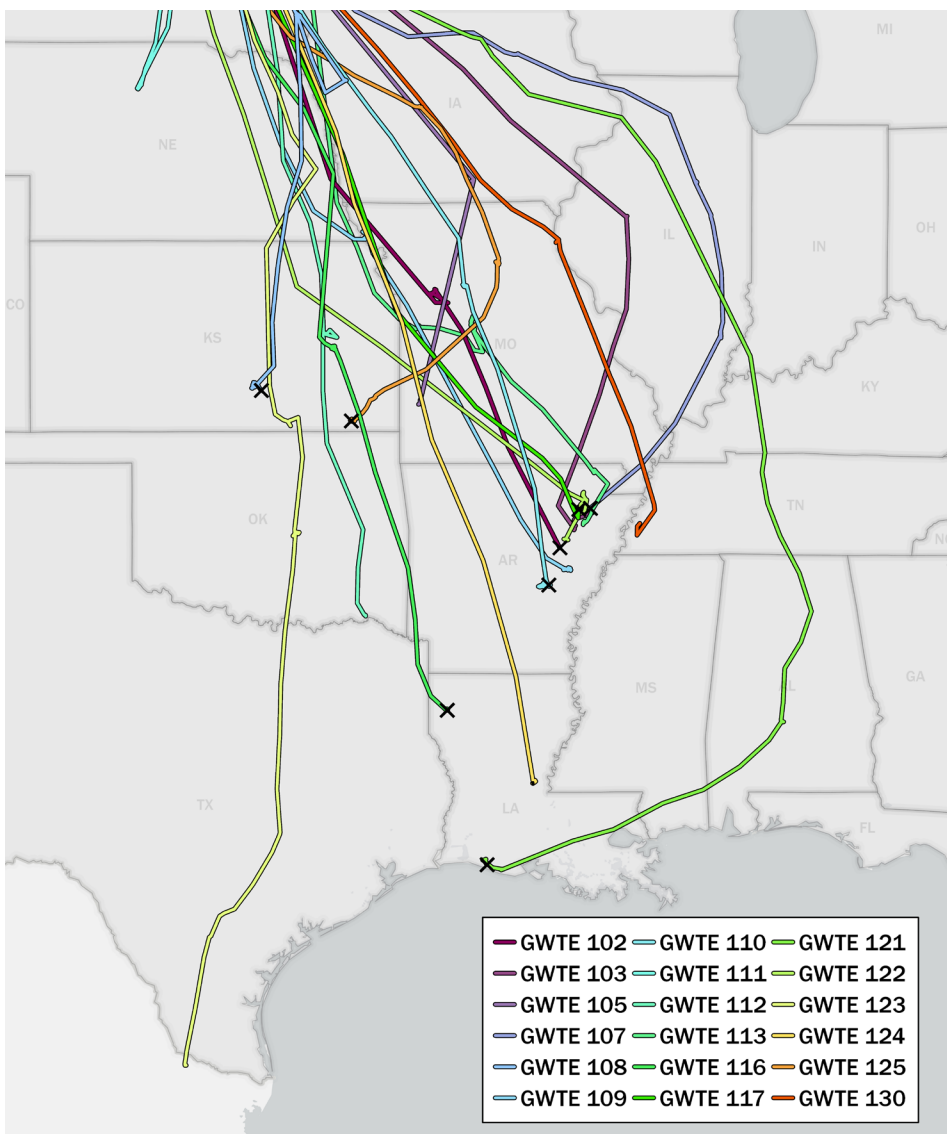 MI
IA
NE
IL
IN
OH
CO
KS
MO
KY
OK
TN
NC
AR
MS
AL
GA
TX
LA
FL
GWTE 102 GWTE 110 GWTE 121
GWTE 103 GWTE 111 GWTE 122
GWTE 105 GWTE 112 GWTE 123
GWTE 107 GWTE 113 GWTE 124
GWTE 108 GWTE 116 GWTE 125
GWTE 109 GWTE 117 GWTE 130